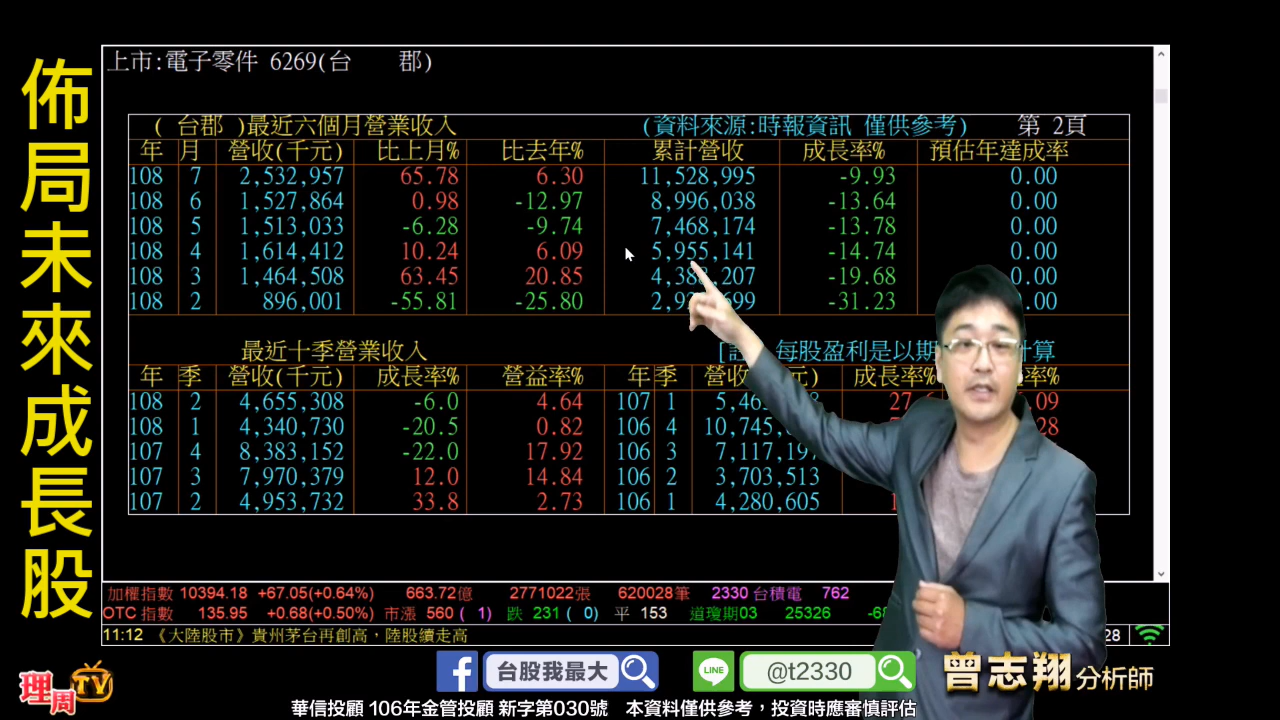 佈局未來成長股
上市:電子零件 6269(台 郡)
( 台郡 )最近六個月營業收入 (資料來源:時報資訊 僅供參考) 第 2頁
年 月 營收(千元) 比上月% 比去年% 累計營收 成長率% 預估年達成率
108 7 2,532,957 65.78 6.30 11,528,995 -9.93 0.00
108 6 1,527,864 0.98 -12.97 8,996,038 -13.64 0.00
108 5 1,513,033 -6.28 -9.74 7,468,174 -13.78 0.00
108 4 1,614,412 10.24 6.09 5,955,141 -14.74 0.00
108 3 1,464,508 63.45 20.85 -19.68 0.00
108 2 896,001 -55.81 -25.80 -31.23
最近十季營業收入 每股盈利是以期 計算
年 季 營收(千元) 成長率% 營益率% 年 季 營收 成長率%
108 2 4,655,308 -6.0 4.64 107 1
108 1 4,340,730 -20.5 0.82 106 4
107 4 8,383,152 -22.0 17.92 106 3 7,117,197
107 3 7,970,379 12.0 14.84 106 2 3,703,513
107 2 4,953,732 33.8 2.73 106 1 4,280,605
加權指數 10394.18 +67.05(+0.64%) 663.72億 2771022張 620028筆 2330 台積電 762
OTC 指數 135.95 +0.68(+0.50%) 市漲 560 ( 1) 跌 231 ( 0) 平 153 道瓊期03 25326
11:12 《大陸股市》貴州茅台再創高，陸股續走高
理周TV
台股我最大
LINE @t2330
曾志翔分析師
華信投顧 106年金管投顧 新字第030號 本資料僅供參考，投資時應審慎評估